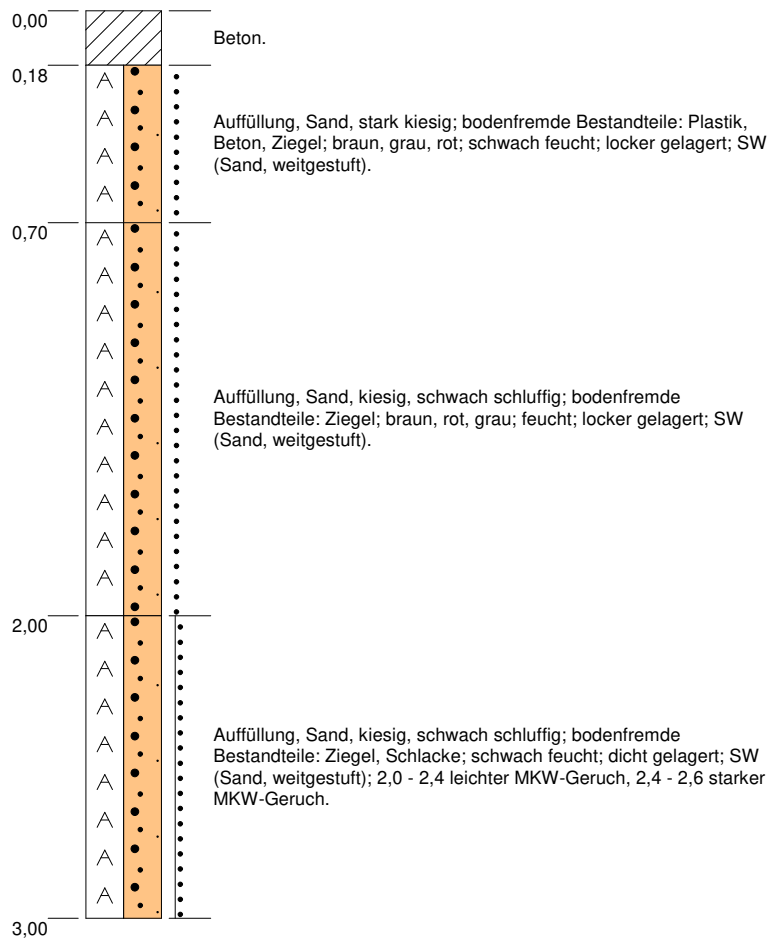 0,00
Beton.
0,18
Auffüllung, Sand, stark kiesig; bodenfremde Bestandteile: Plastik,
Beton, Ziegel; braun, grau, rot; schwach feucht; locker gelagert; SW
(Sand, weitgestuft).
0,70
Auffüllung, Sand, kiesig, schwach schluffig; bodenfremde
Bestandteile: Ziegel; braun, rot, grau; feucht; locker gelagert; SW
(Sand, weitgestuft).
2,00
Auffüllung, Sand, kiesig, schwach schluffig; bodenfremde
Bestandteile: Ziegel, Schlacke; schwach feucht; dicht gelagert; SW
(Sand, weitgestuft); 2,0 - 2,4 leichter MKW-Geruch, 2,4 - 2,6 starker
MKW-Geruch.
3,00